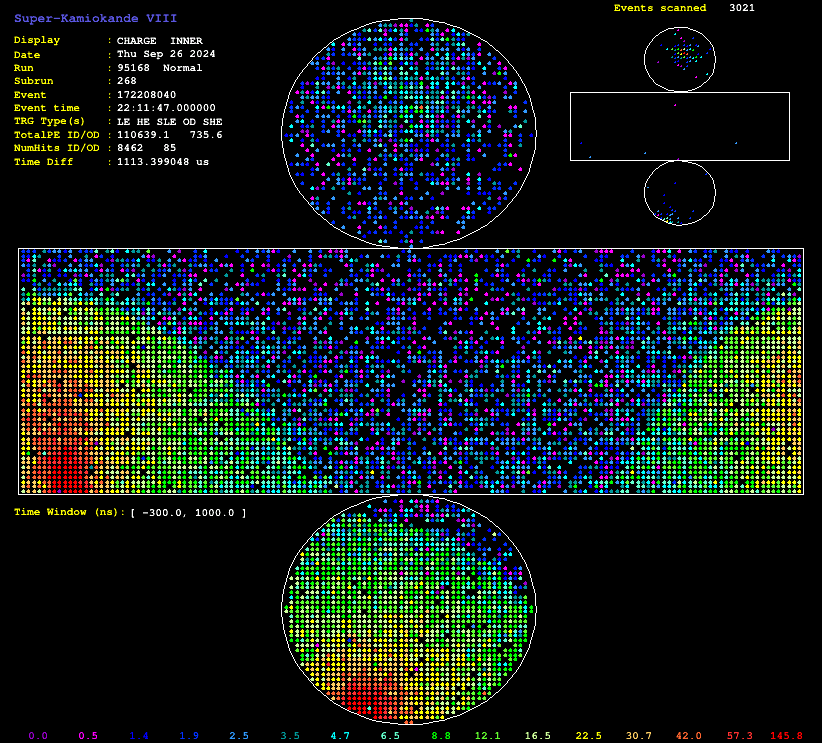 Super-Kamiokande VIII
Events scanned 3021
Display : CHARGE INNER
Date : Thu Sep 26 2024
Run : 95168 Normal
Subrun : 268
Event : 172208040
Event time : 22:11:47.000000
TRG Type(s) : LE HE SLE OD SHE
TotalPE ID/OD : 110639.1 735.6
NumHits ID/OD : 8462 85
Time Diff : 1113.399048 us
Time Window (ns): [ -300.0, 1000.0 ]
0.0 0.5 1.4 1.9 2.5 3.5 4.7 6.5 8.8 12.1 16.5 22.5 30.7 42.0 57.3 145.8